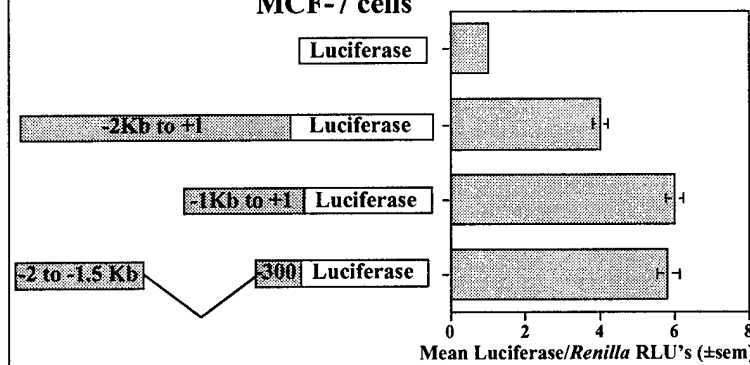 MCF-7 cells
Luciferase
-2Kb to +1 Luciferase
-1Kb to +1 Luciferase
-2 to -1.5 Kb -300 Luciferase
0 2 4 6 8
Mean Luciferase/Renilla RLU's (±sem)